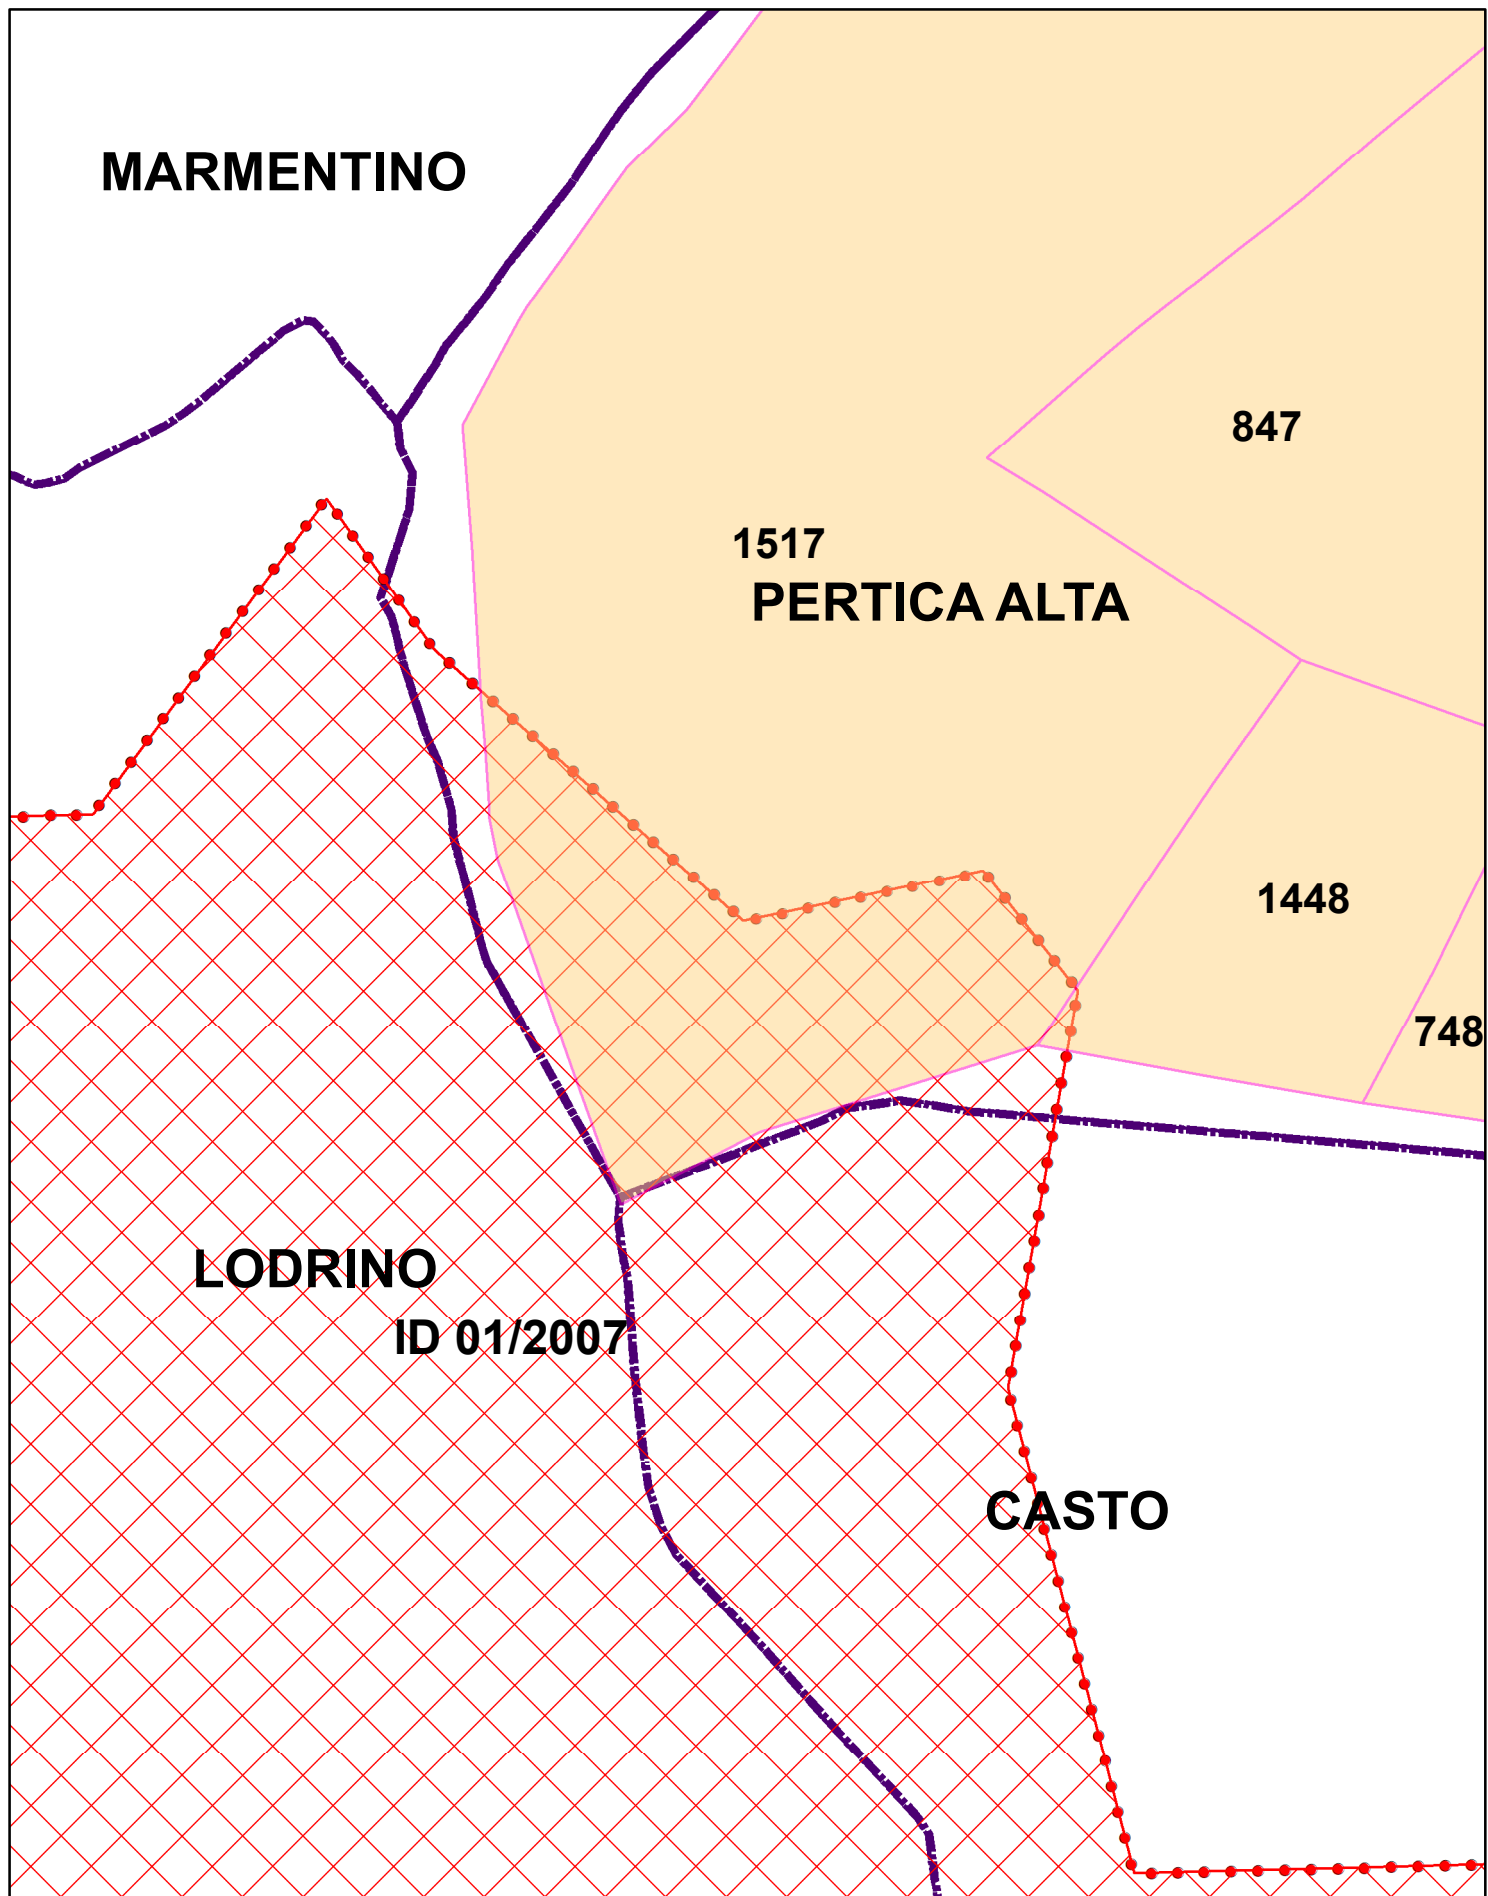 MARMENTINO
847
1517
PERTICA ALTA
1448
748
LODRINO
ID 01/2007
CASTO